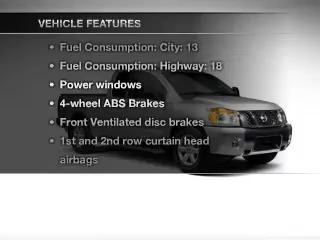 VEHICLE FEATURES
• Fuel Consumption: City: 13
• Fuel Consumption: Highway: 18
• Power windows
• 4-wheel ABS Brakes
• Front Ventilated disc brakes
• 1st and 2nd row curtain head
airbags